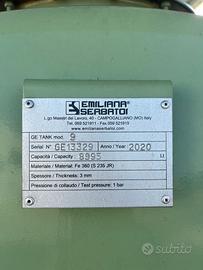 EMILIANA
SERBATOI
L.go Maestri del Lavoro, 40 - CAMPOGALLIANO (MO) Italy
Tel. 059 521911 - Fax 059 521919
www.emilianaserbatoi.com
GE TANK mod. 9
Serial N° GE13329 Anno / Year 2020
Capacità / Capacity 8995 Lt
Materiale / Material: Fe 360 (S 235 JR)
Spessore / Thickness: 3 mm
Pressione di collaudo / Test pressure: 1 bar
subito